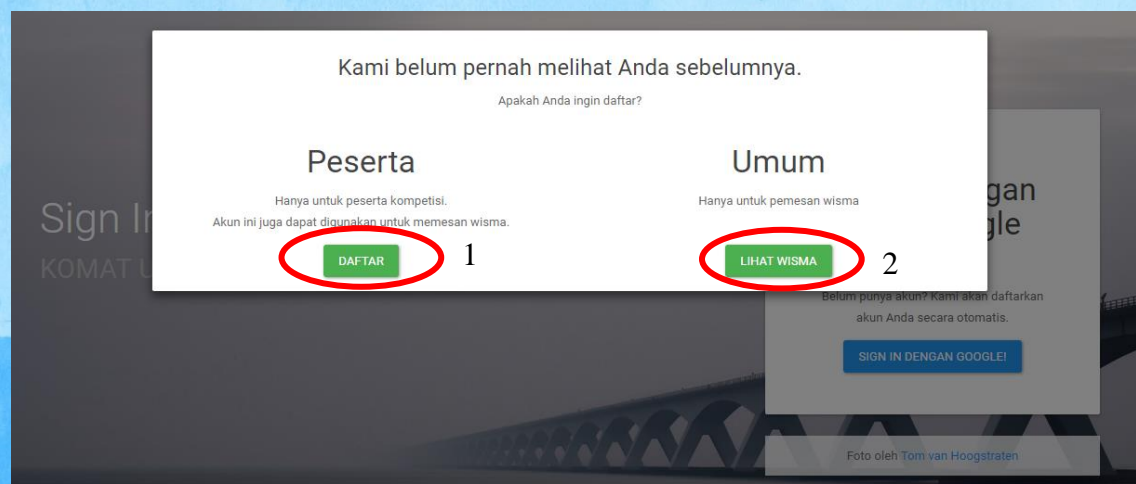 Kami belum pernah melihat Anda sebelumnya.
Apakah Anda ingin daftar?
Peserta
Hanya untuk peserta kompetisi.
Akun ini juga dapat digunakan untuk memesan wisma.
DAFTAR
1
Umum
Hanya untuk pemesan wisma
LIHAT WISMA
2
Sign I
KOMAT U
gan
gle
Belum punya akun? Kami akan daftarkan
akun Anda secara otomatis.
SIGN IN DENGAN GOOGLE!
Foto oleh Tom van Hoogstraten